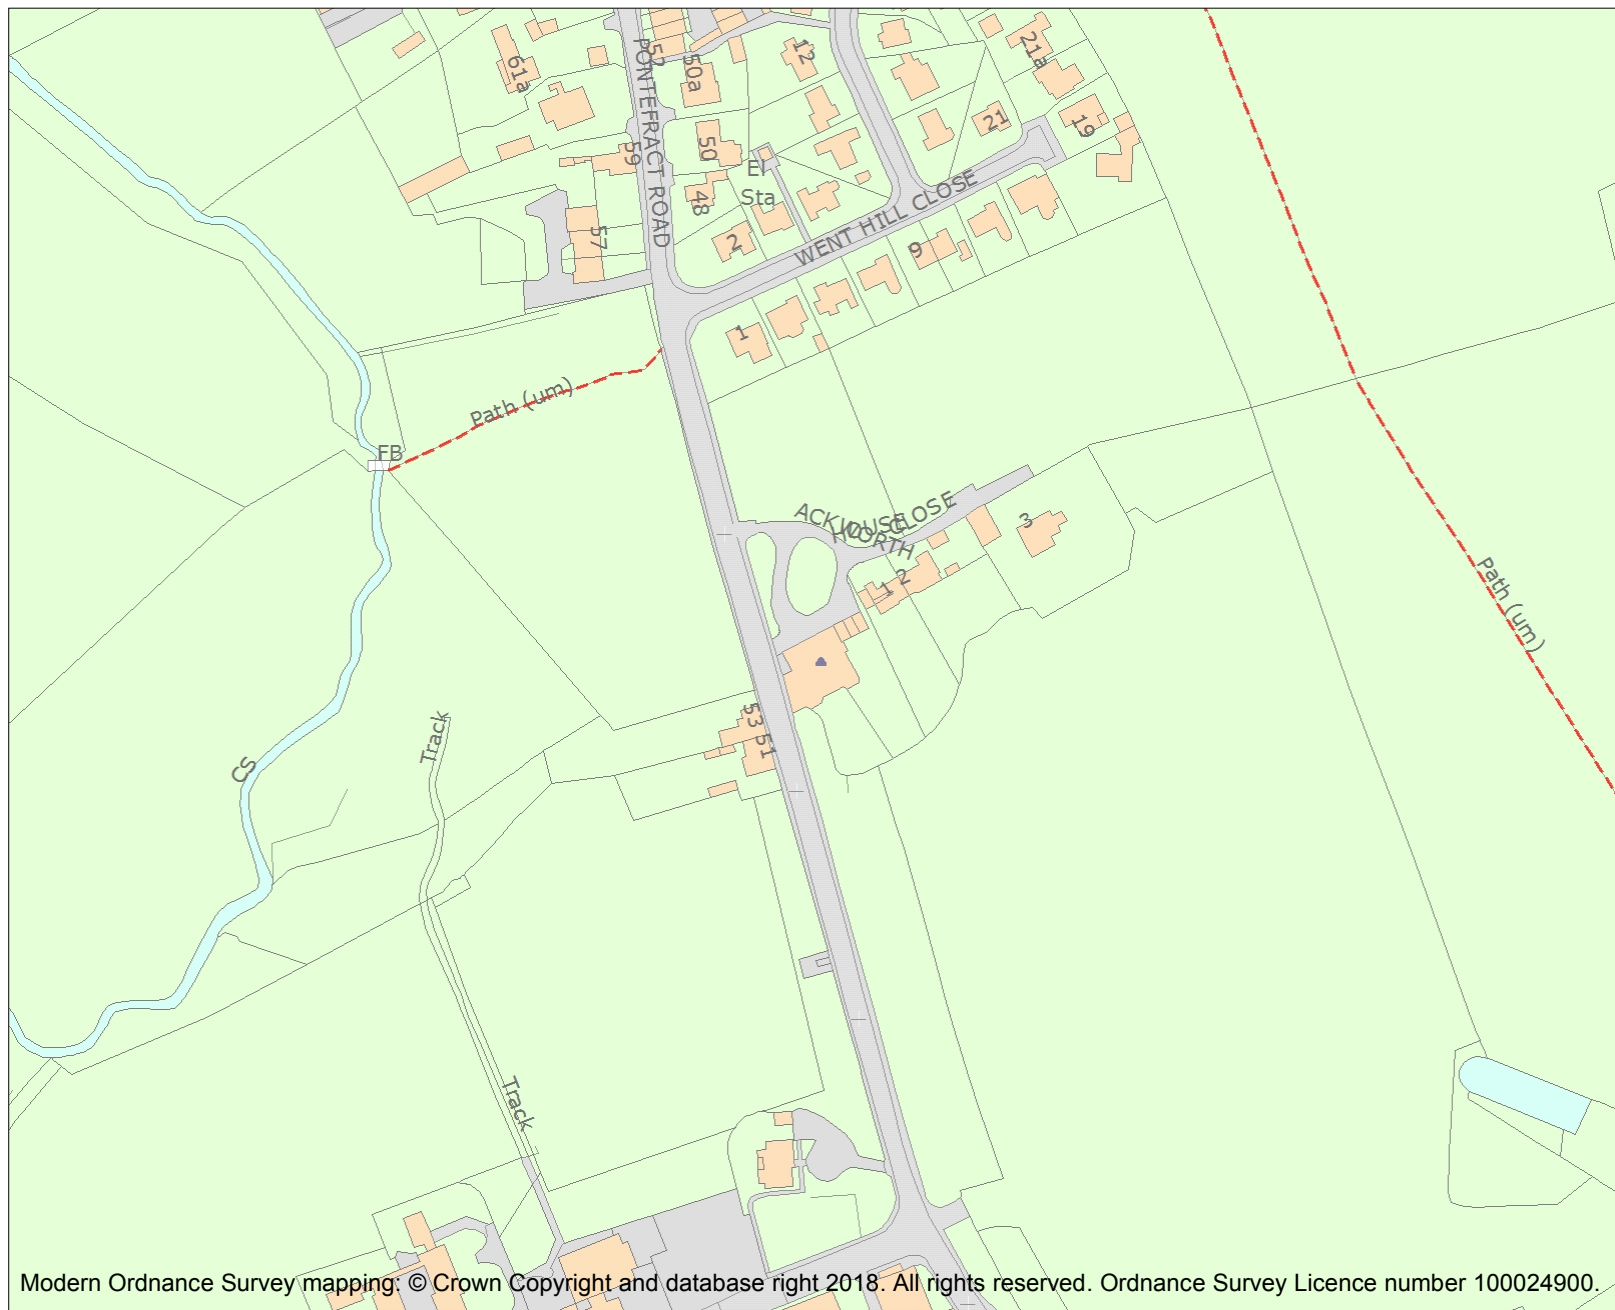 61a
52
50a
12
21a
PONTEFRACT ROAD
59
50
El
Sta
48
21
19
57
2
WENT HILL CLOSE
9
1
Path (um)
FB
ACKWORTH
HOUSE CLOSE
3
1 2
Path (um)
53
51
Track
CS
Track
Modern Ordnance Survey mapping: © Crown Copyright and database right 2018. All rights reserved. Ordnance Survey Licence number 100024900.